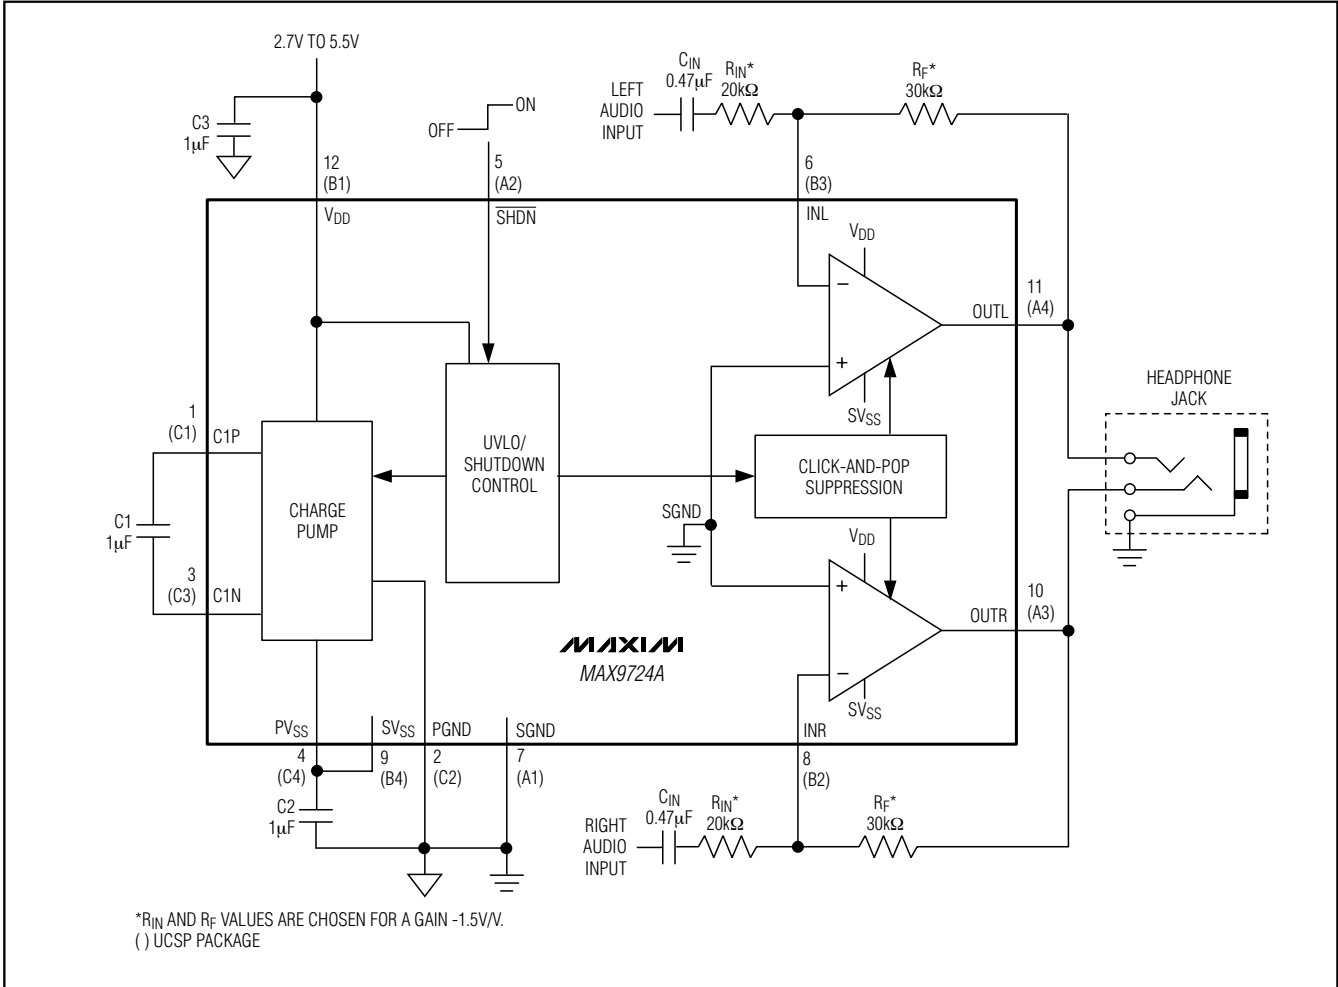 2.7V TO 5.5V
C3
1µF
12
(B1)
VDD
OFF
ON
5
(A2)
SHDN
LEFT
AUDIO
INPUT
CIN
0.47µF
RIN*
20kΩ
RF*
30kΩ
6
(B3)
INL
VDD
−
+
SVSS
OUTL
11
(A4)
HEADPHONE
JACK
1
(C1)
C1P
C1
1µF
3
(C3)
C1N
CHARGE
PUMP
UVLO/
SHUTDOWN
CONTROL
CLICK-AND-POP
SUPPRESSION
SGND
VDD
+
−
SVSS
OUTR
10
(A3)
MAXIM
MAX9724A
PVSS
SVSS
PGND
SGND
INR
4
(C4)
9
(B4)
2
(C2)
7
(A1)
8
(B2)
C2
1µF
RIGHT
AUDIO
INPUT
CIN
0.47µF
RIN*
20kΩ
RF*
30kΩ
*RIN AND RF VALUES ARE CHOSEN FOR A GAIN -1.5V/V.
( ) UCSP PACKAGE